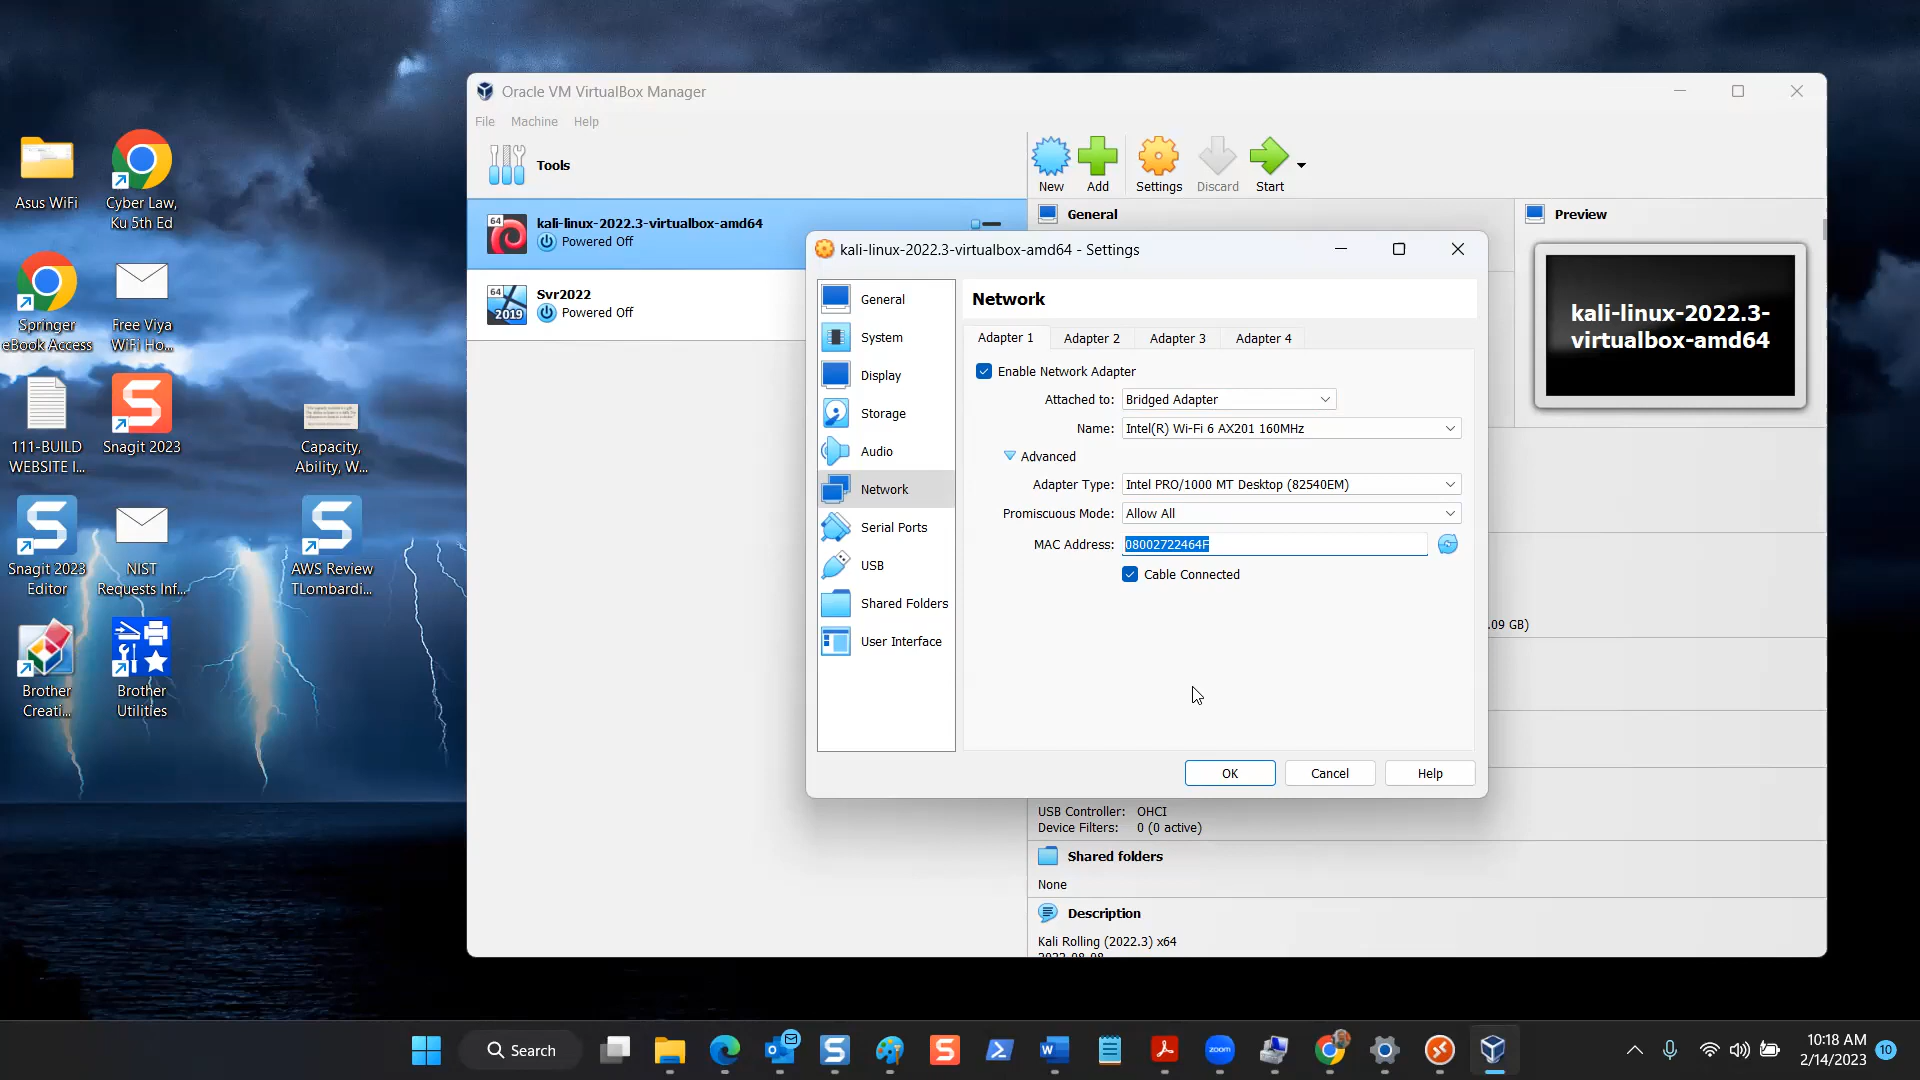 Asus WiFi
Cyber Law,
Ku 5th Ed
Springer
eBook Access
Free Viya
WiFi Ho...
111-BUILD
WEBSITE I...
Snagit 2023
Capacity,
Ability, W...
Snagit 2023
Editor
NIST
Requests Inf...
AWS Review
TLombardi...
Brother
Creati...
Brother
Utilities
Oracle VM VirtualBox Manager
File Machine Help
Tools
New Add Settings Discard Start
64
kali-linux-2022.3-virtualbox-amd64
Powered Off
64
2019
Svr2022
Powered Off
General
Preview
kali-linux-2022.3-
virtualbox-amd64
kali-linux-2022.3-virtualbox-amd64 - Settings
General
System
Display
Storage
Audio
Network
Serial Ports
USB
Shared Folders
User Interface
Network
Adapter 1 Adapter 2 Adapter 3 Adapter 4
Enable Network Adapter
Attached to: Bridged Adapter
Name: Intel(R) Wi-Fi 6 AX201 160MHz
Advanced
Adapter Type: Intel PRO/1000 MT Desktop (82540EM)
Promiscuous Mode: Allow All
MAC Address: 08002722464F
Cable Connected
OK Cancel Help
.09 GB)
USB Controller: OHCI
Device Filters: 0 (0 active)
Shared folders
None
Description
Kali Rolling (2022.3) x64
2022-08-08
Search
zoom
10:18 AM
2/14/2023
10